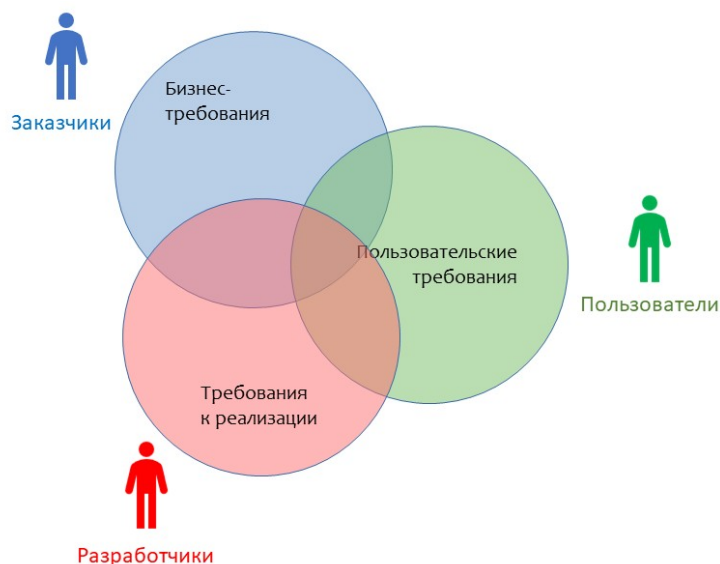 Бизнес-
требования
Заказчики
Пользовательские
требования
Пользователи
Требования
к реализации
Разработчики